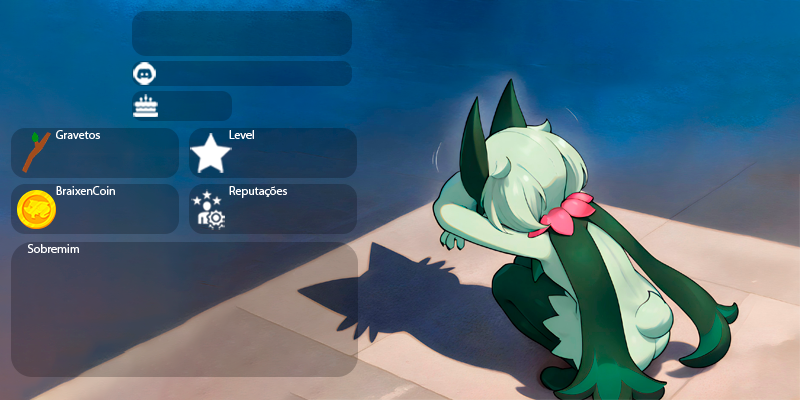 Gravetos
Level
BraixenCoin
Reputações
Sobremim